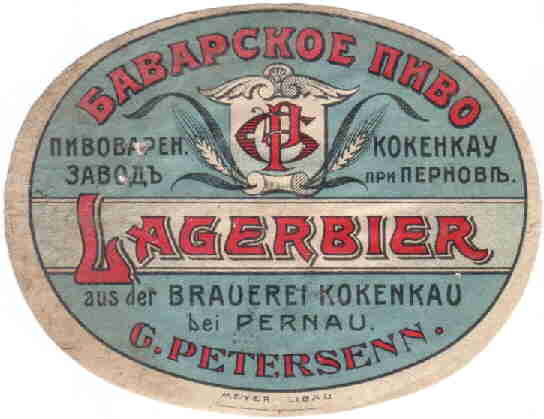 БАВАРСКОЕ ПИВО
ПИВОВАРЕН. КОКЕНКАУ
ЗАВОДЪ ПРИ ПЕРНОВѢ.
LAGERBIER
aus der BRAUEREI KOKENKAU
bei PERNAU.
G. PETERSENN.
MEYER LIBAU